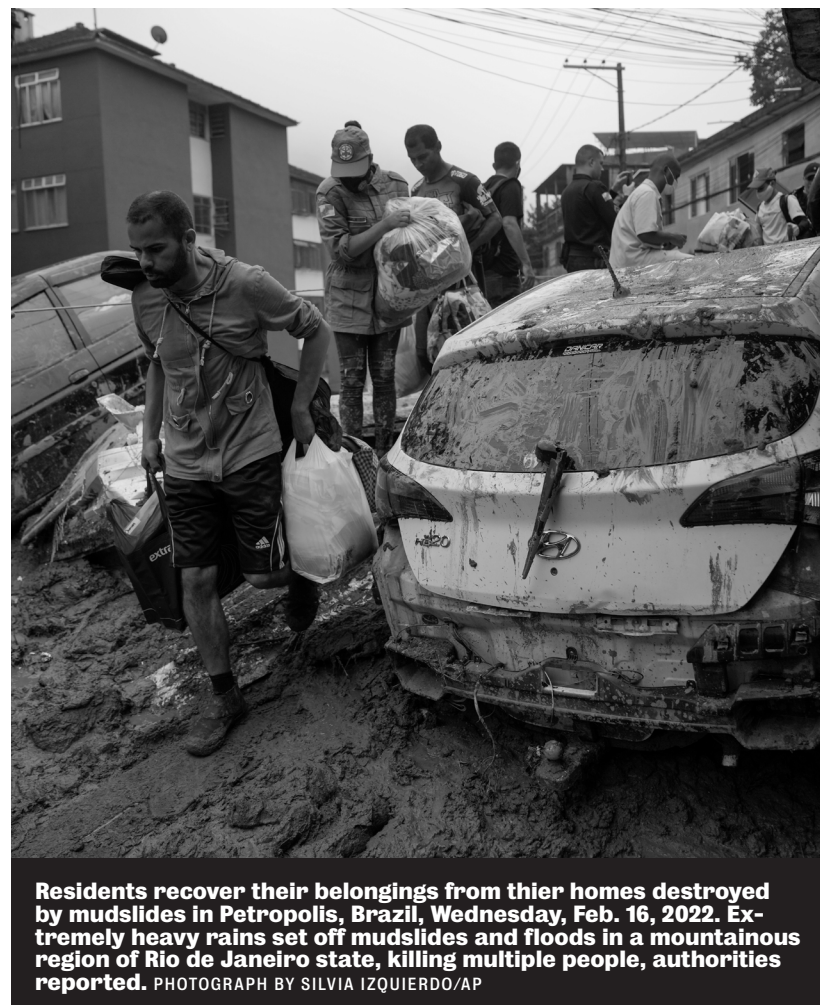 DANCAR
extra
adidas
HB20
Residents recover their belongings from thier homes destroyed
by mudslides in Petropolis, Brazil, Wednesday, Feb. 16, 2022. Ex-
tremely heavy rains set off mudslides and floods in a mountainous
region of Rio de Janeiro state, killing multiple people, authorities
reported. PHOTOGRAPH BY SILVIA IZQUIERDO/AP